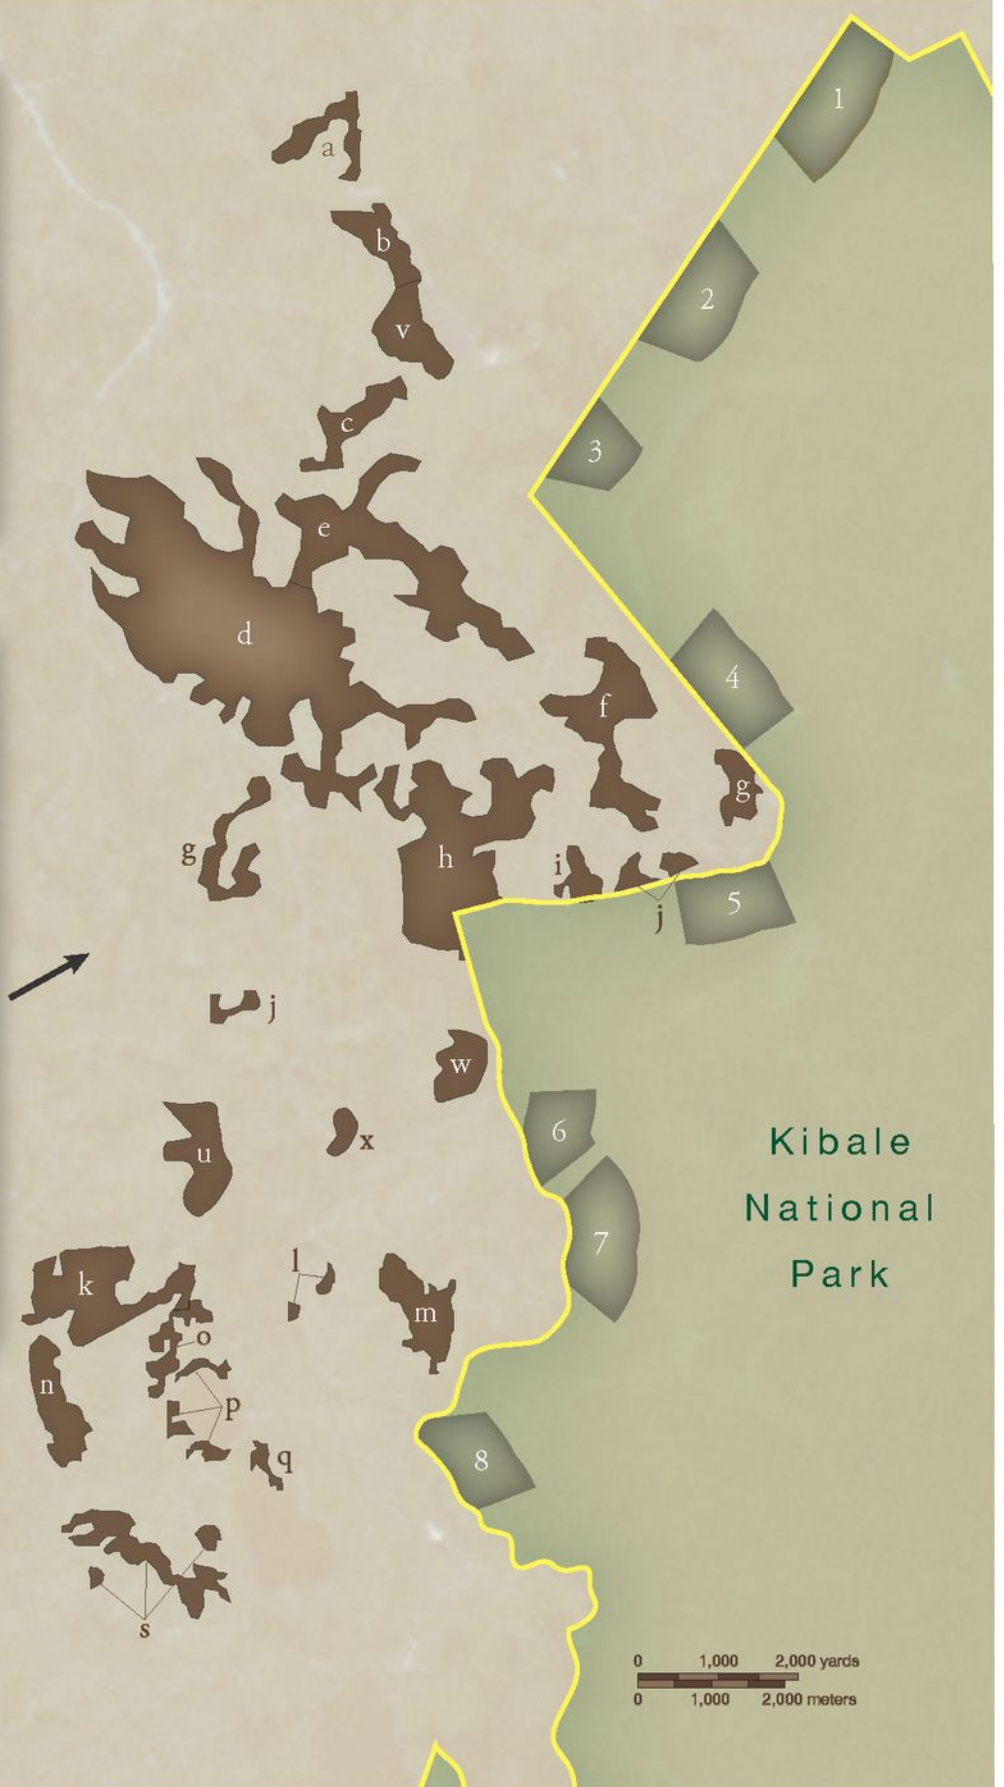 1
a
b
2
v
c
3
e
d
4
f
g
g
h
i
5
j
j
w
6
x
u
Kibale
National
Park
7
l
k
m
o
n
p
q
8
s
0 1,000 2,000 yards
0 1,000 2,000 meters